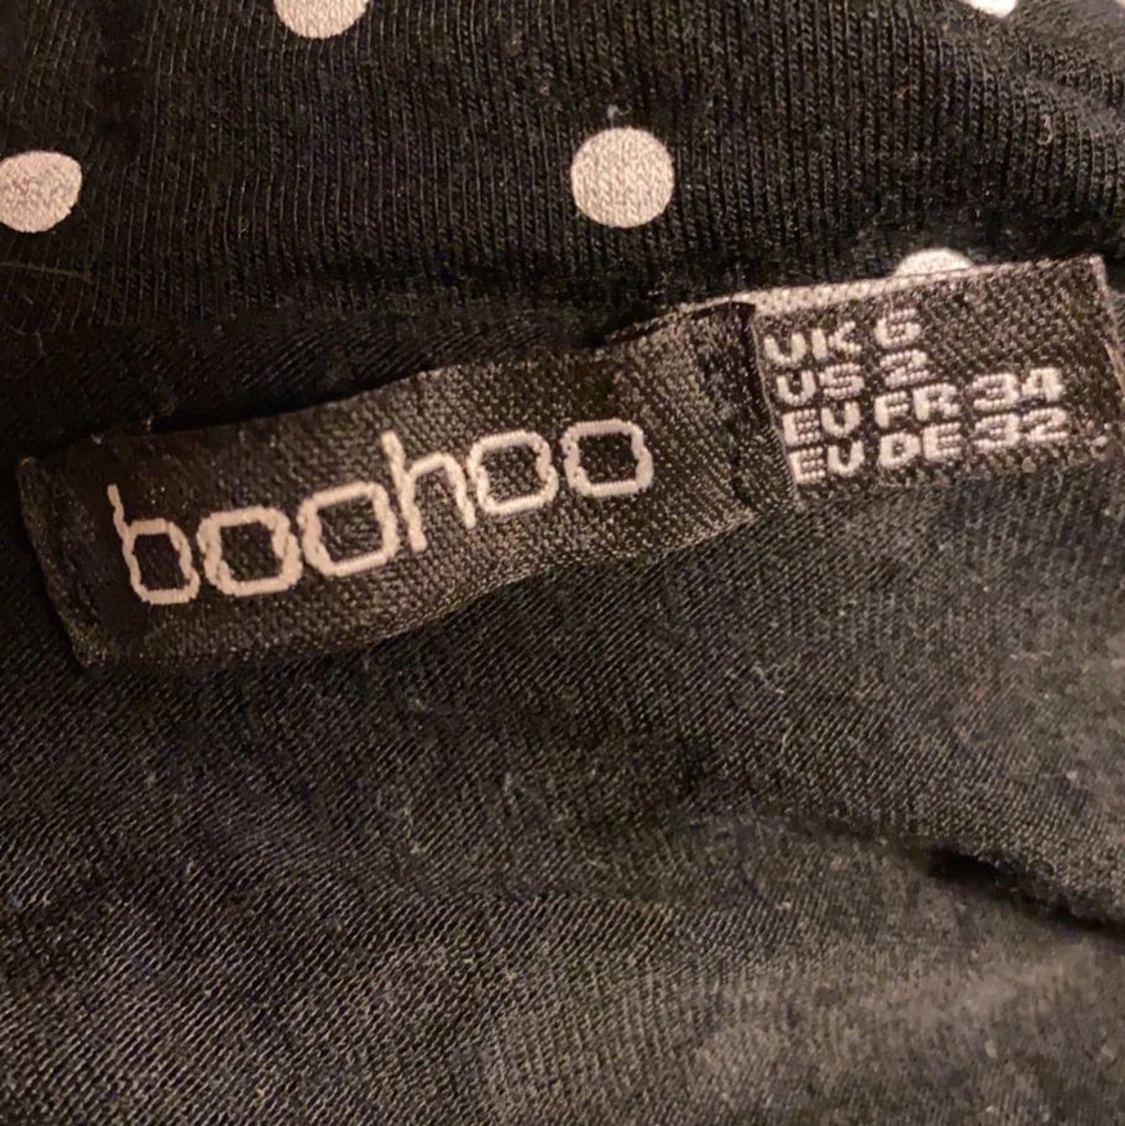 boohoo
UK 6
US 2
EU FR 34
EU DE 32